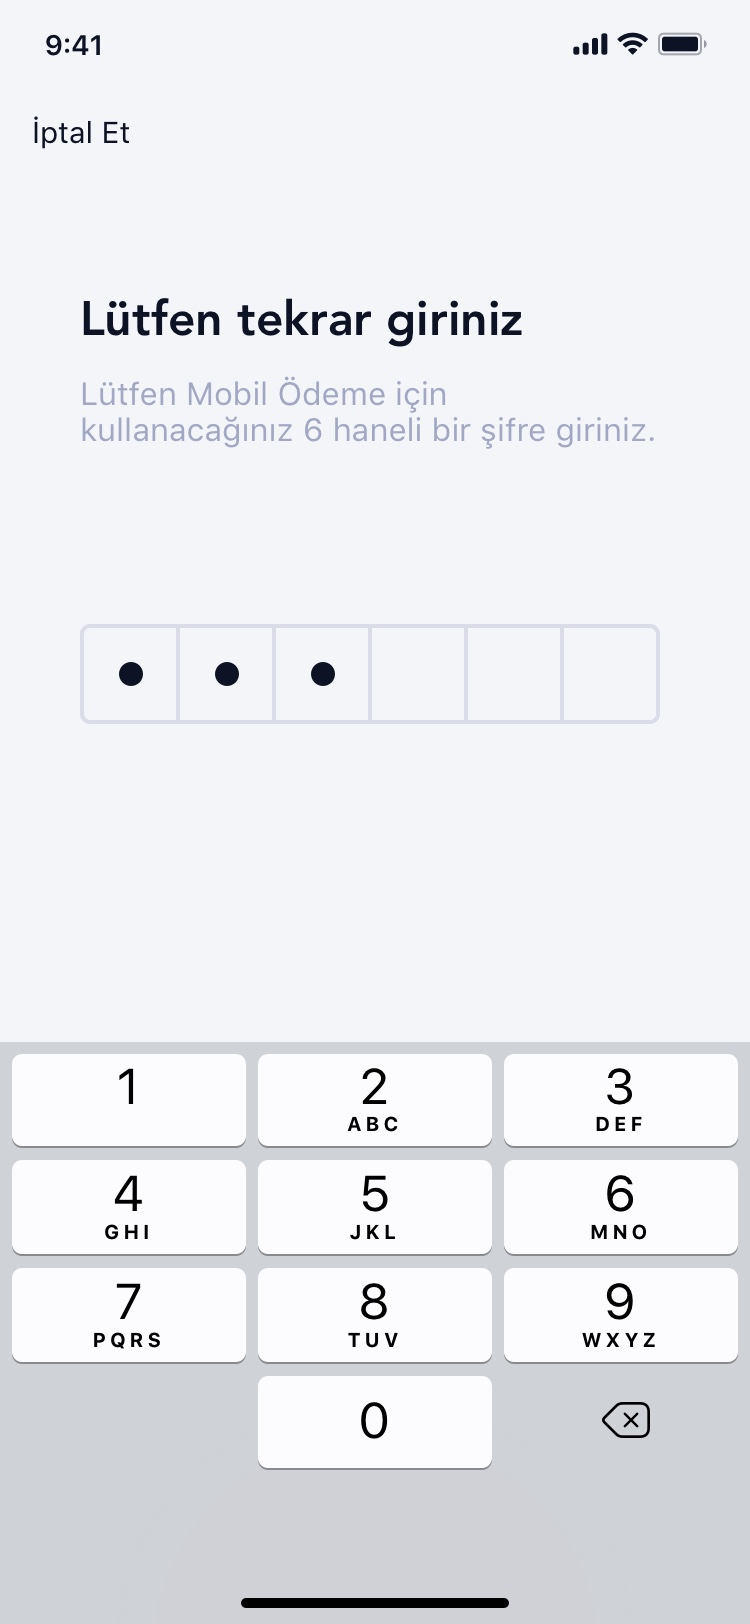 9:41
İptal Et
Lütfen tekrar giriniz
Lütfen Mobil Ödeme için
kullanacağınız 6 haneli bir şifre giriniz.
1 2 3
ABC DEF
4 5 6
GHI JKL MNO
7 8 9
PQRS TUV WXYZ
0